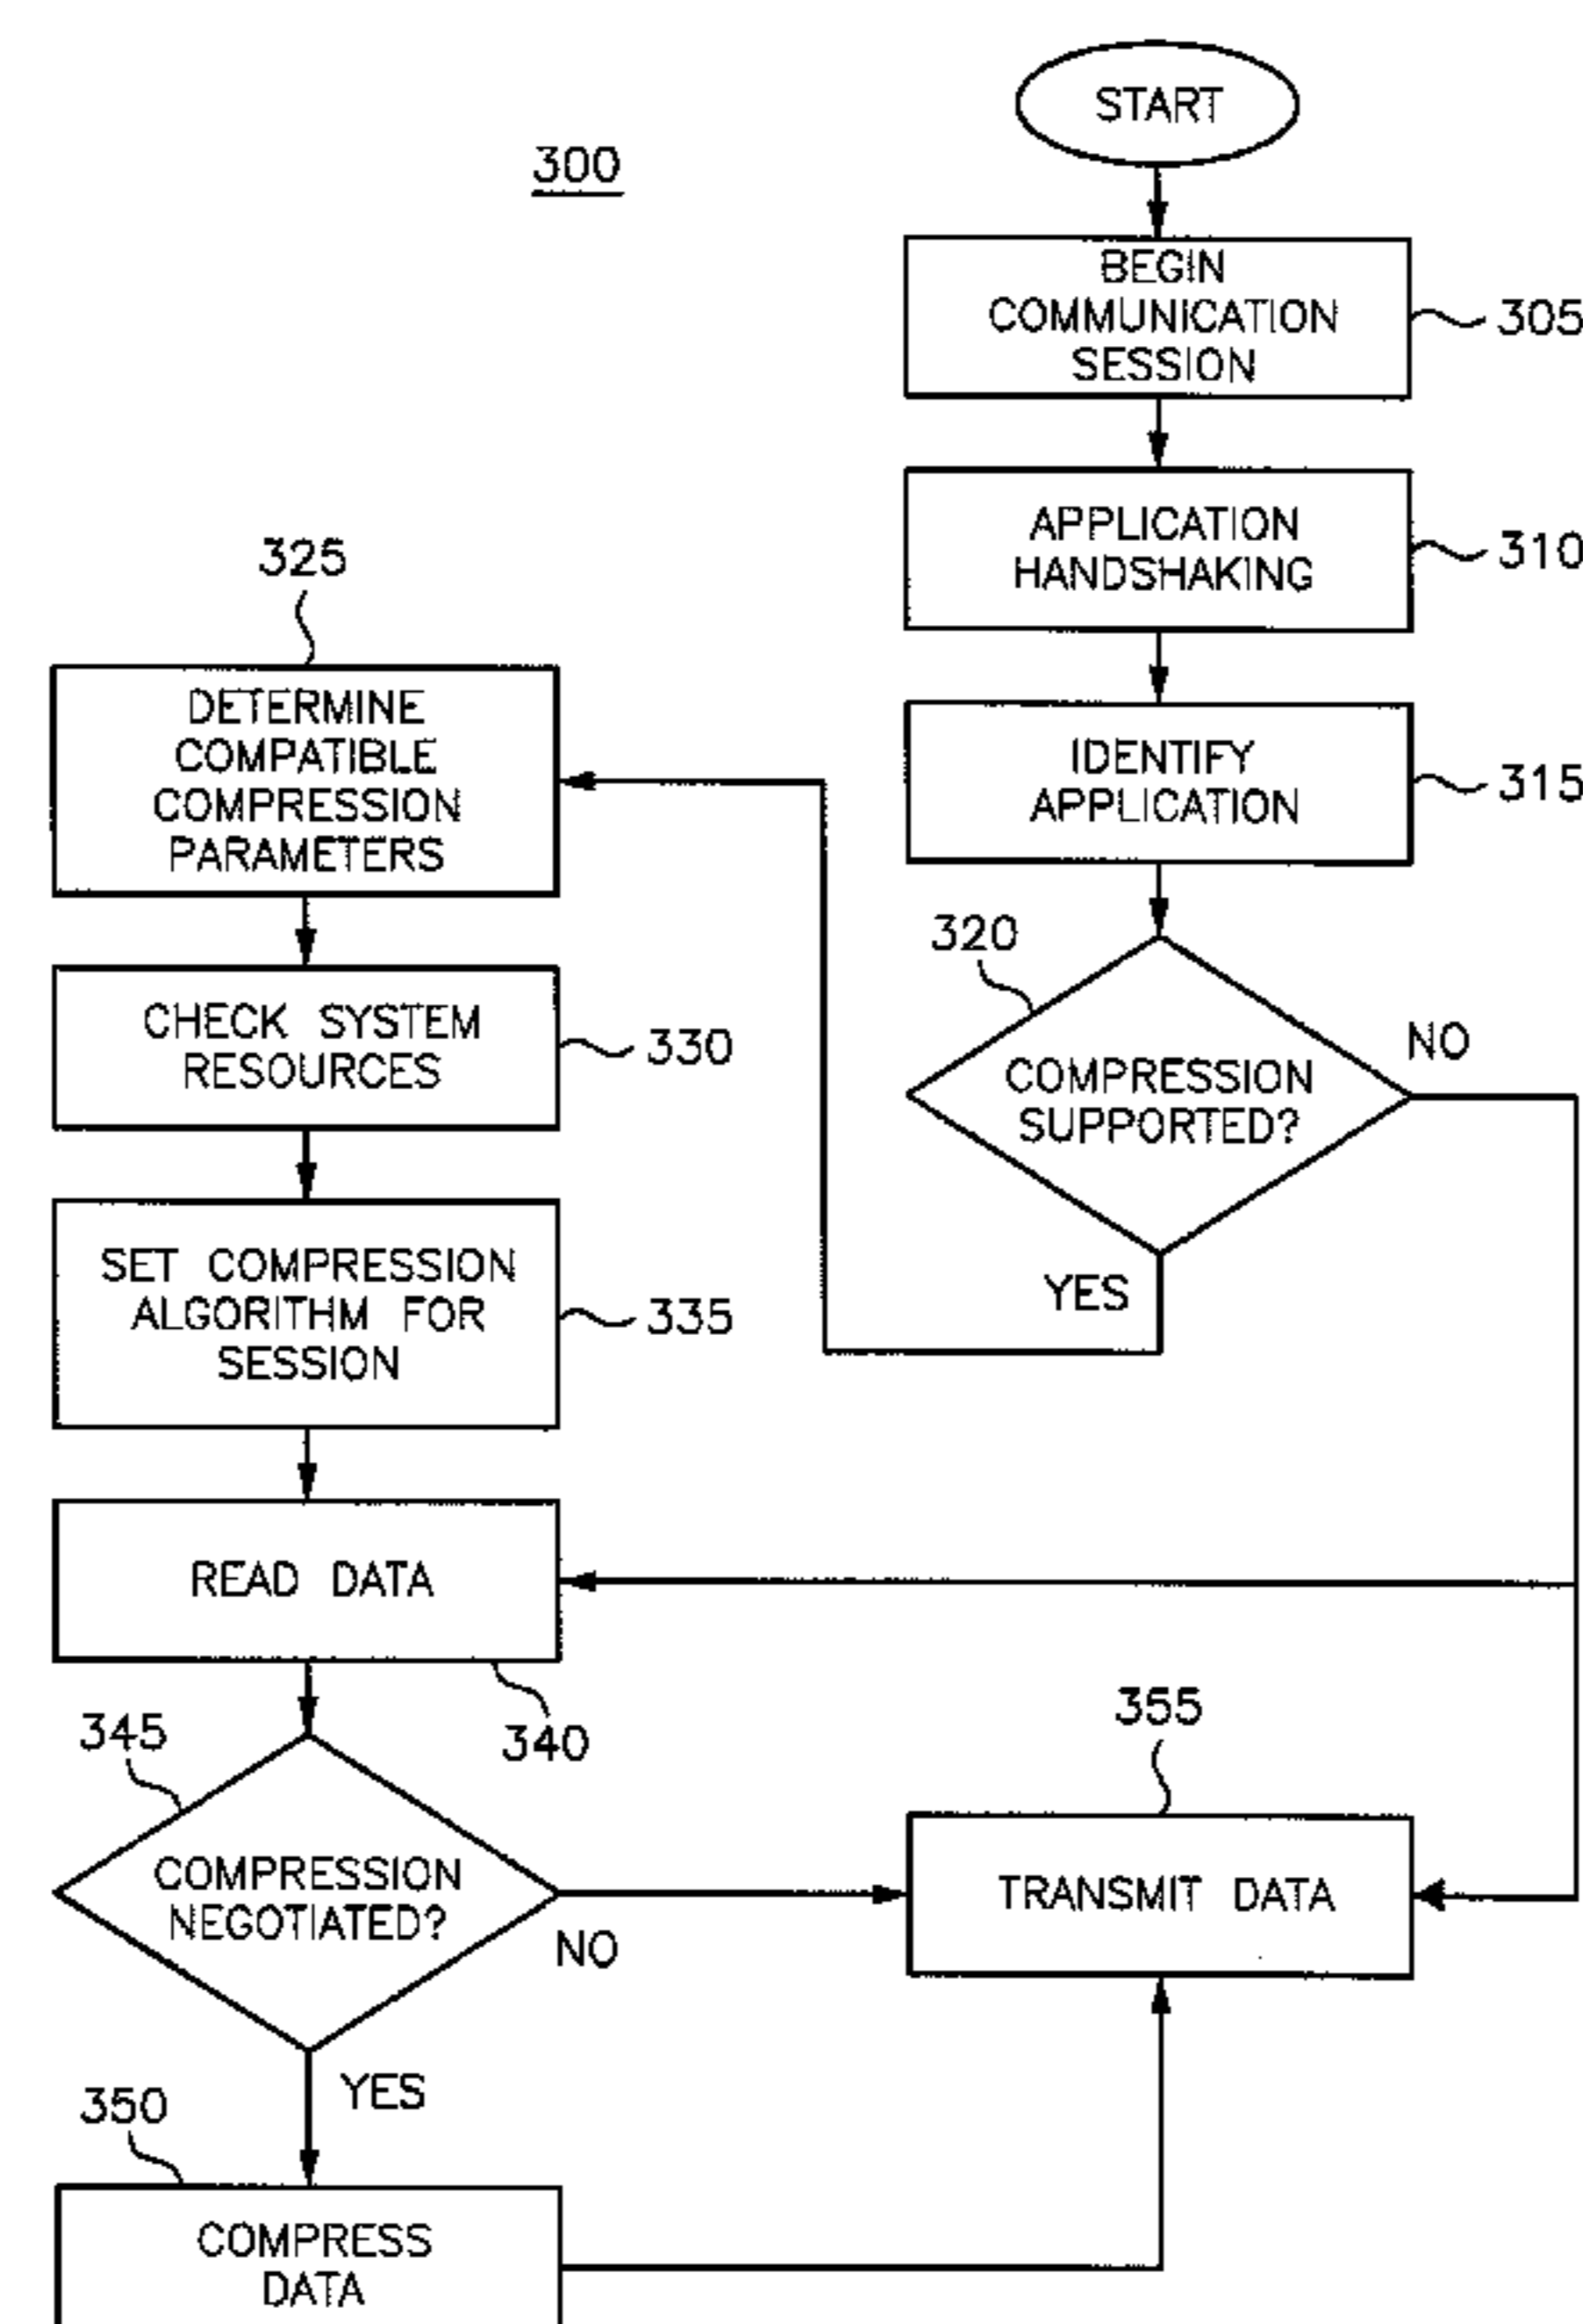 300
START
BEGIN
COMMUNICATION
SESSION
305
APPLICATION
HANDSHAKING
310
IDENTIFY
APPLICATION
315
320
COMPRESSION
SUPPORTED?
NO
YES
325
DETERMINE
COMPATIBLE
COMPRESSION
PARAMETERS
CHECK SYSTEM
RESOURCES
330
SET COMPRESSION
ALGORITHM FOR
SESSION
335
READ DATA
340
345
COMPRESSION
NEGOTIATED?
NO
YES
350
COMPRESS
DATA
355
TRANSMIT DATA